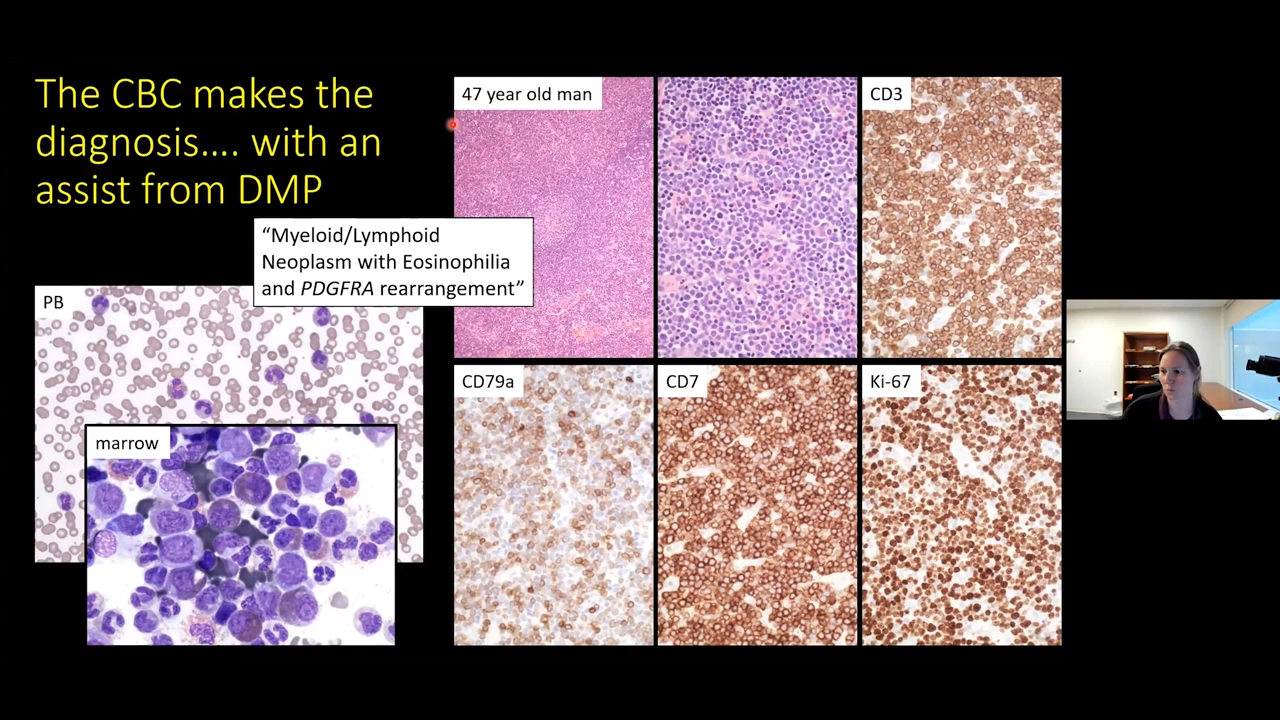 The CBC makes the
diagnosis.... with an
assist from DMP
“Myeloid/Lymphoid
Neoplasm with Eosinophilia
and PDGFRA rearrangement”
PB
marrow
47 year old man
CD3
CD79a
CD7
Ki-67